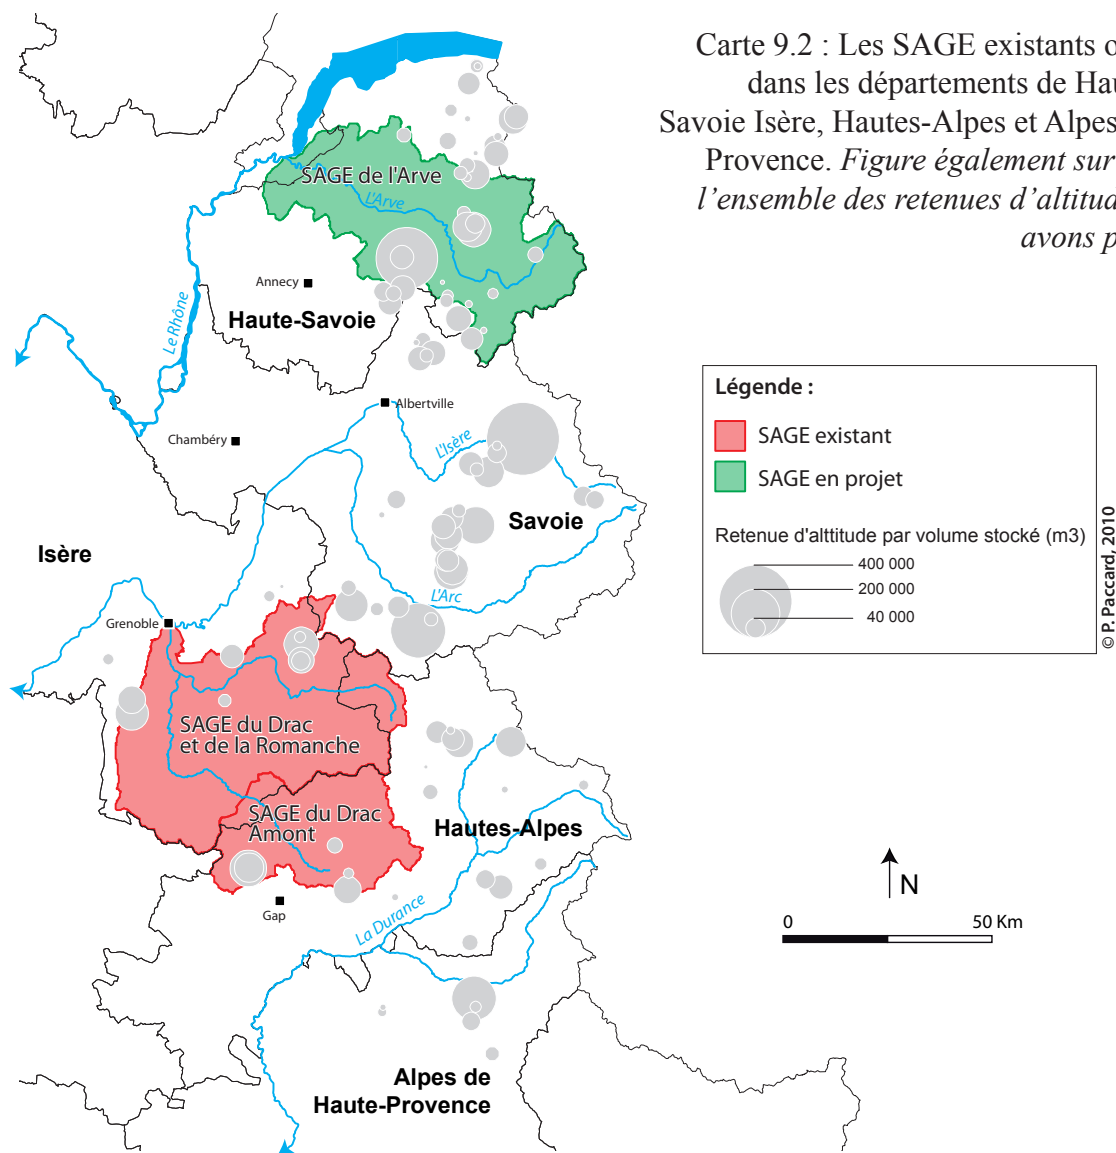 Carte 9.2 : Les SAGE existants o
dans les départements de Hau
Savoie Isère, Hautes-Alpes et Alpes
Provence. Figure également sur
l'ensemble des retenues d'altitud
avons p
SAGE de l'Arve
L'Arve
Annecy
Le Rhône
Haute-Savoie
Légende :
SAGE existant
SAGE en projet
Retenue d'alttitude par volume stocké (m3)
400 000
200 000
40 000
© P. Paccard, 2010
Albertville
Chambéry
L'Isère
Savoie
Isère
L'Arc
Grenoble
SAGE du Drac
et de la Romanche
SAGE du Drac
Amont
Hautes-Alpes
Gap
La Durance
N
0 50 Km
Alpes de
Haute-Provence